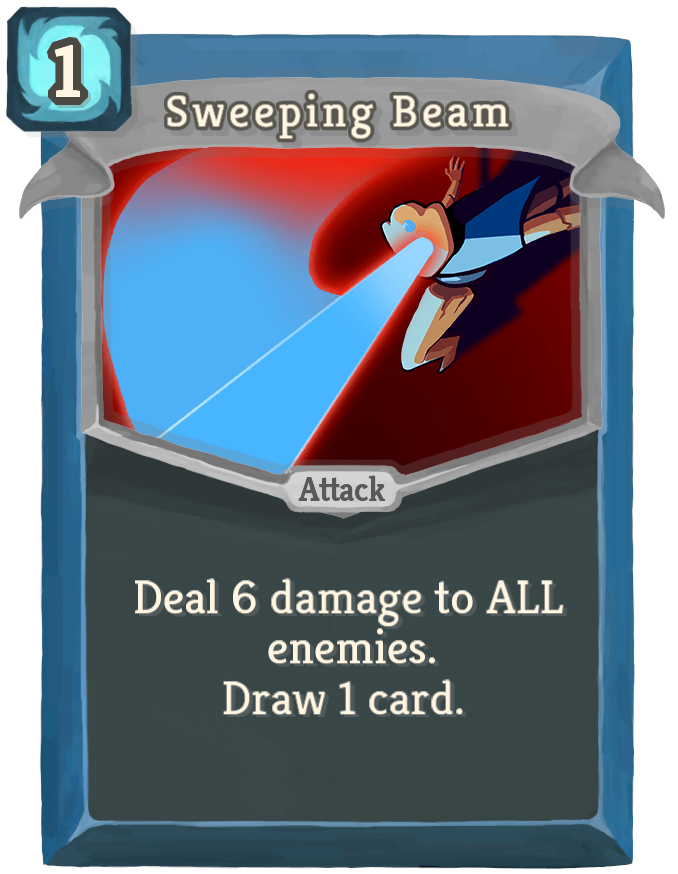 1
Sweeping Beam
Attack
Deal 6 damage to ALL
enemies.
Draw 1 card.